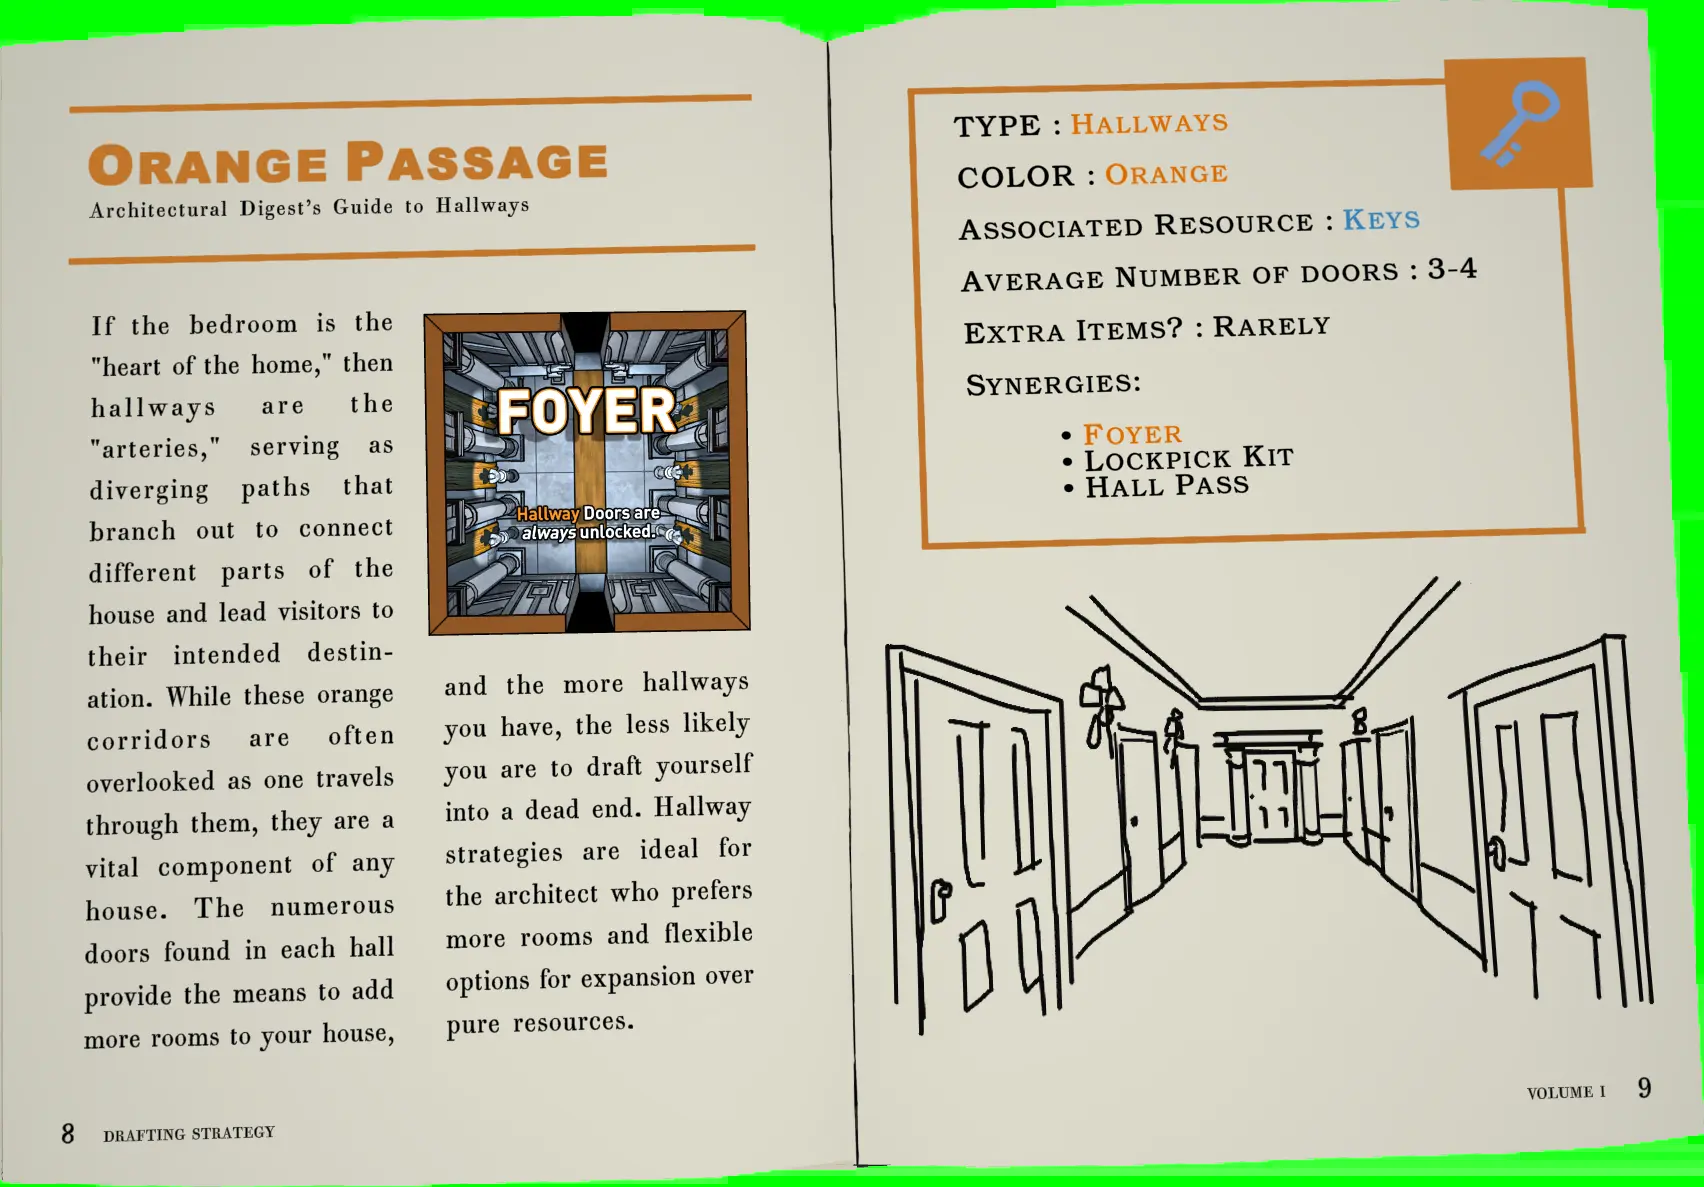 ORANGE PASSAGE
Architectural Digest's Guide to Hallways
If the bedroom is the
"heart of the home," then
hallways are the
"arteries," serving as
diverging paths that
branch out to connect
different parts of the
house and lead visitors to
their intended destin-
ation. While these orange
corridors are often
overlooked as one travels
through them, they are a
vital component of any
house. The numerous
doors found in each hall
provide the means to add
more rooms to your house,
FOYER
Hallway Doors are
always unlocked.
and the more hallways
you have, the less likely
you are to draft yourself
into a dead end. Hallway
strategies are ideal for
the architect who prefers
more rooms and flexible
options for expansion over
pure resources.
8 DRAFTING STRATEGY
TYPE : HALLWAYS
COLOR : ORANGE
ASSOCIATED RESOURCE : KEYS
AVERAGE NUMBER OF DOORS : 3-4
EXTRA ITEMS? : RARELY
SYNERGIES:
• FOYER
• LOCKPICK KIT
• HALL PASS
VOLUME I 9